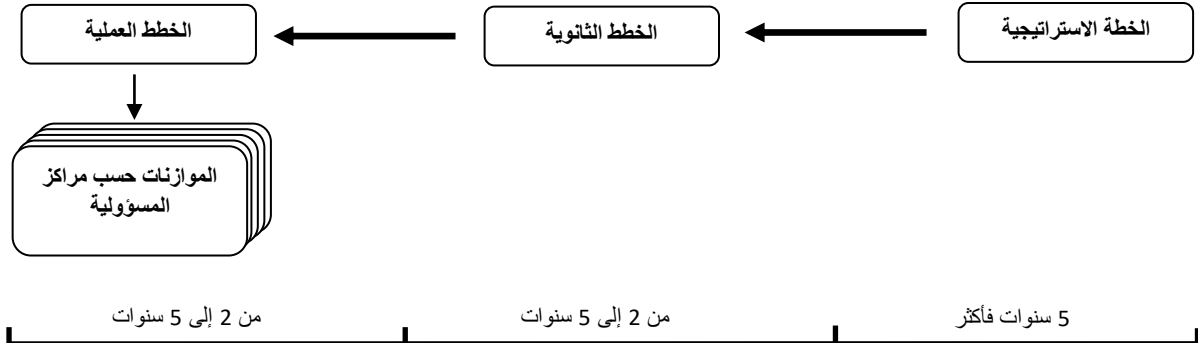 الخطة الاستراتيجية
الخطط الثانوية
الخطط العملية
الموازنات حسب مراكز
المسؤولية
5 سنوات فأكثر
من 2 إلى 5 سنوات
من 2 إلى 5 سنوات